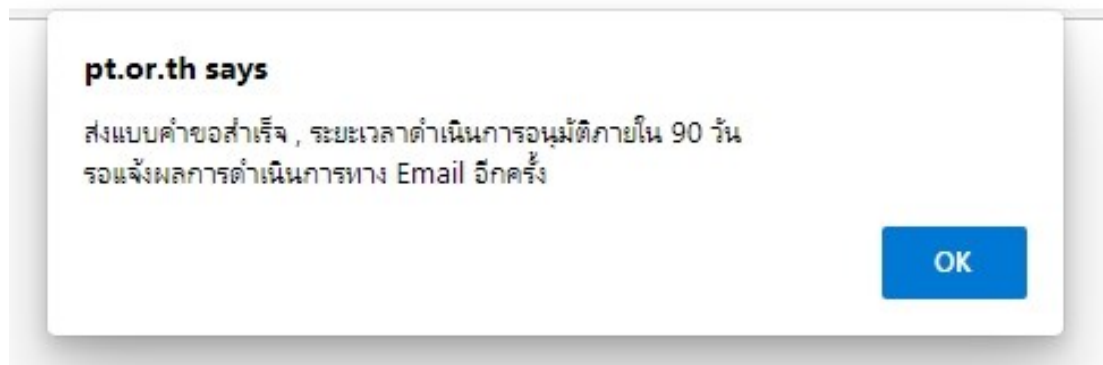 pt.or.th says
ส่งแบบคำขอสำเร็จ , ระยะเวลาดำเนินการอนุมัติภายใน 90 วัน
รอแจ้งผลการดำเนินการทาง Email อีกครั้ง
OK